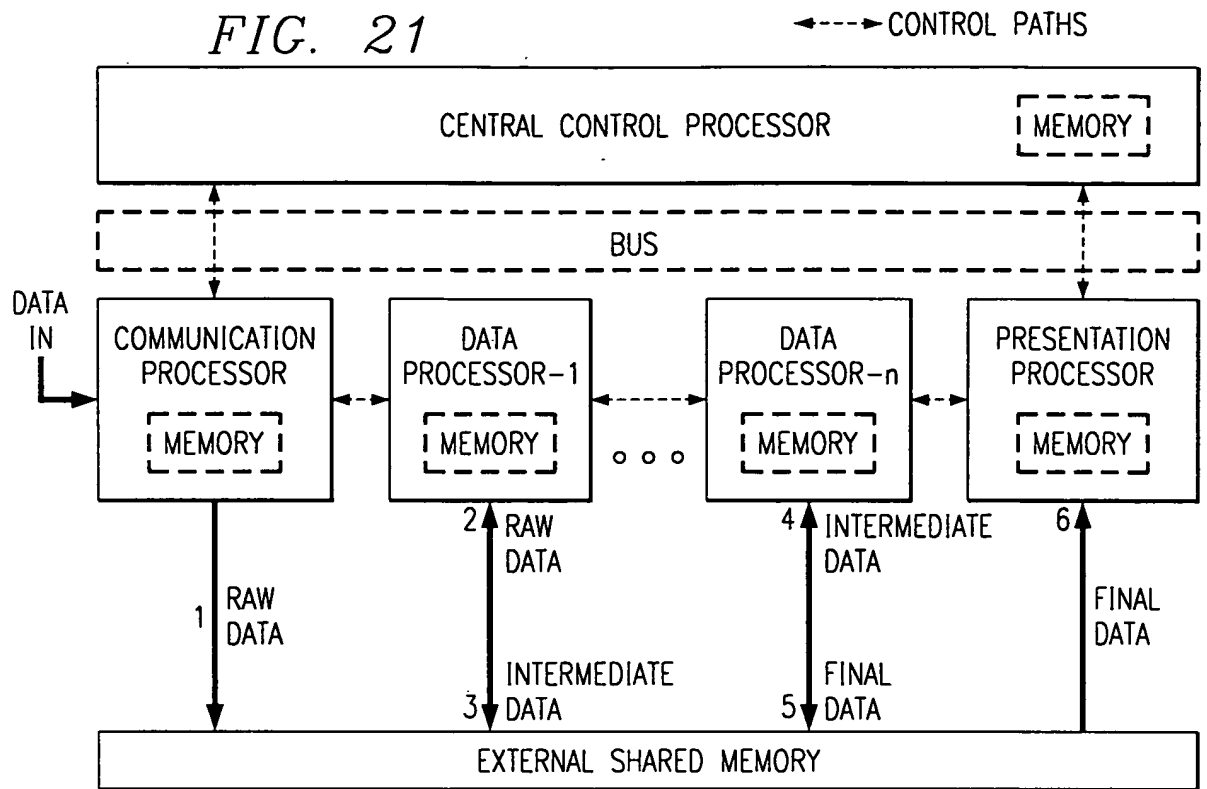 FIG. 21
CONTROL PATHS
CENTRAL CONTROL PROCESSOR
MEMORY
BUS
DATA
IN
COMMUNICATION
PROCESSOR
MEMORY
DATA
PROCESSOR-1
MEMORY
DATA
PROCESSOR-n
MEMORY
PRESENTATION
PROCESSOR
MEMORY
1
RAW
DATA
2
RAW
DATA
3
INTERMEDIATE
DATA
4
INTERMEDIATE
DATA
5
FINAL
DATA
6
FINAL
DATA
EXTERNAL SHARED MEMORY